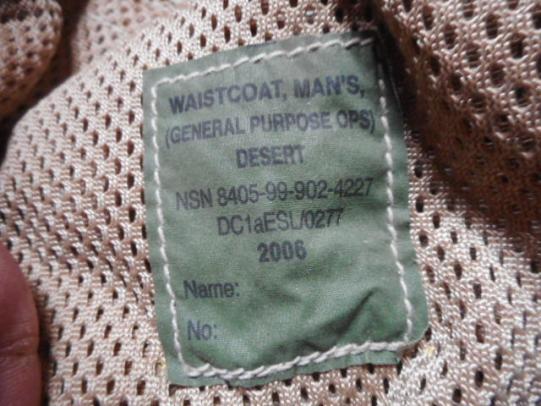 WAISTCOAT, MAN'S,
(GENERAL PURPOSE OPS)
DESERT
NSN 8405-99-902-4227
DC1aESL/0277
2006
Name:
No: